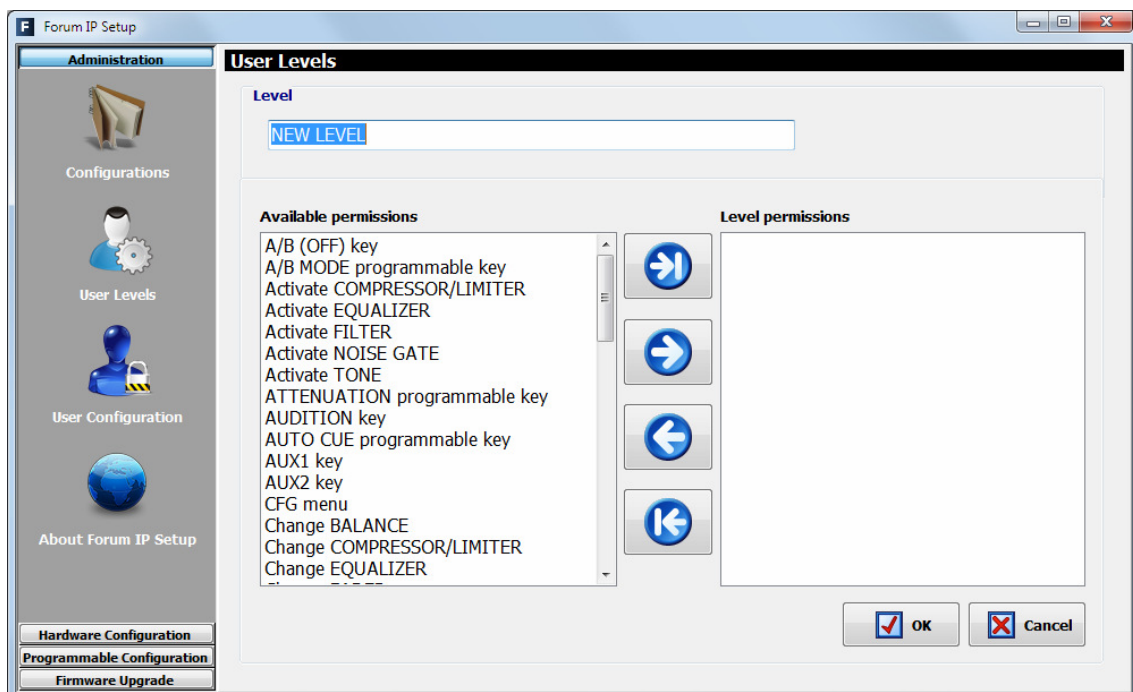 Forum IP Setup
Administration
Configurations
User Levels
User Configuration
About Forum IP Setup
Hardware Configuration
Programmable Configuration
Firmware Upgrade
User Levels
Level
NEW LEVEL
Available permissions
A/B (OFF) key
A/B MODE programmable key
Activate COMPRESSOR/LIMITER
Activate EQUALIZER
Activate FILTER
Activate NOISE GATE
Activate TONE
ATTENUATION programmable key
AUDITION key
AUTO CUE programmable key
AUX1 key
AUX2 key
CFG menu
Change BALANCE
Change COMPRESSOR/LIMITER
Change EQUALIZER
Level permissions
OK
Cancel